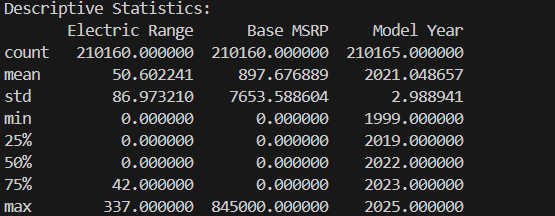 Descriptive Statistics:
Electric Range Base MSRP Model Year
count 210160.000000 210160.000000 210165.000000
mean 50.602241 897.676889 2021.048657
std 86.973210 7653.588604 2.988941
min 0.000000 0.000000 1999.000000
25% 0.000000 0.000000 2019.000000
50% 0.000000 0.000000 2022.000000
75% 42.000000 0.000000 2023.000000
max 337.000000 845000.000000 2025.000000